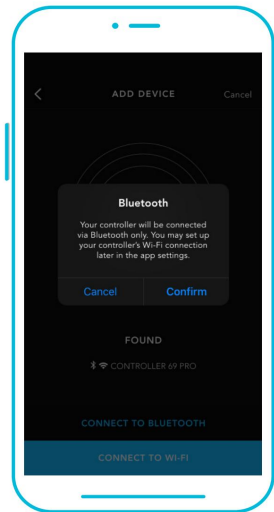 ADD DEVICE Cancel
Bluetooth
Your controller will be connected
via Bluetooth only. You may set up
your controller's Wi-Fi connection
later in the app settings.
Cancel Confirm
FOUND
CONTROLLER 69 PRO
CONNECT TO BLUETOOTH
CONNECT TO WI-FI